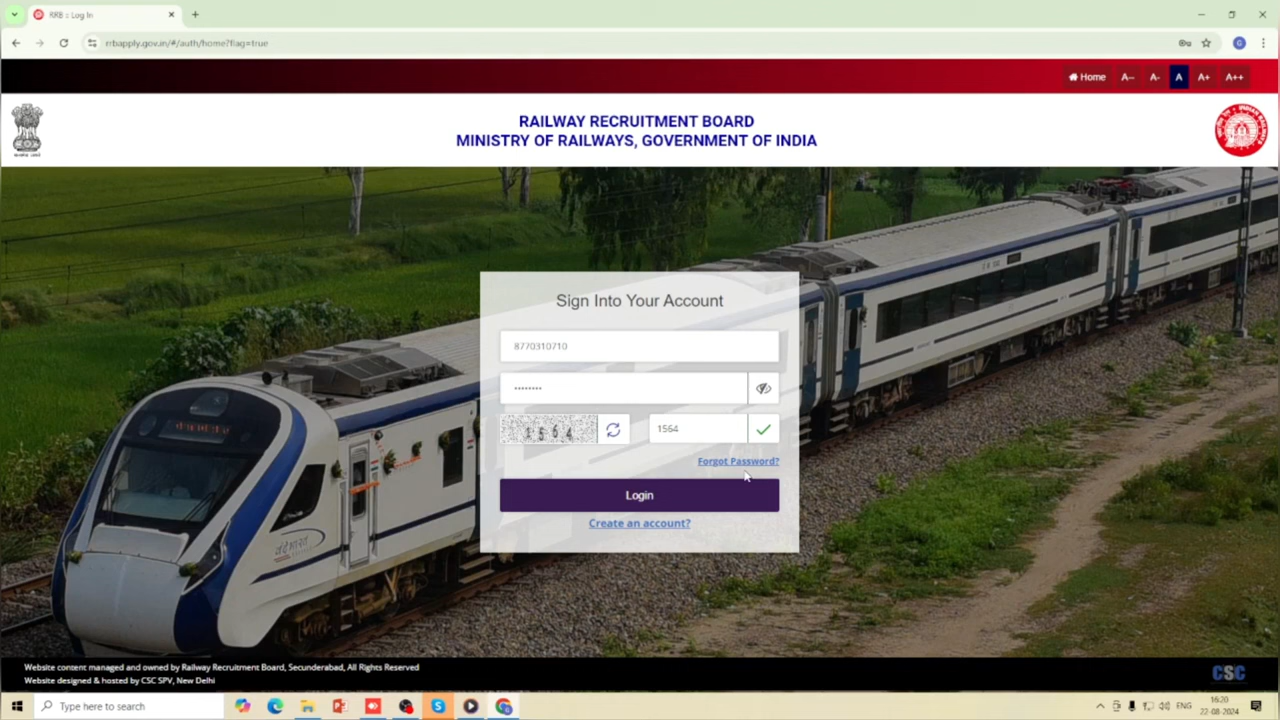 RRB :: Log In
rrbapply.gov.in/#/auth/home?flag=true
G
Home A-- A- A A+ A++
RAILWAY RECRUITMENT BOARD
MINISTRY OF RAILWAYS, GOVERNMENT OF INDIA
Sign Into Your Account
8770310710
1564 1564
Forgot Password?
Login
Create an account?
Website content managed and owned by Railway Recruitment Board, Secunderabad, All Rights Reserved
Website designed & hosted by CSC SPV, New Delhi
CSC
Type here to search
ENG
16:20
22-08-2024